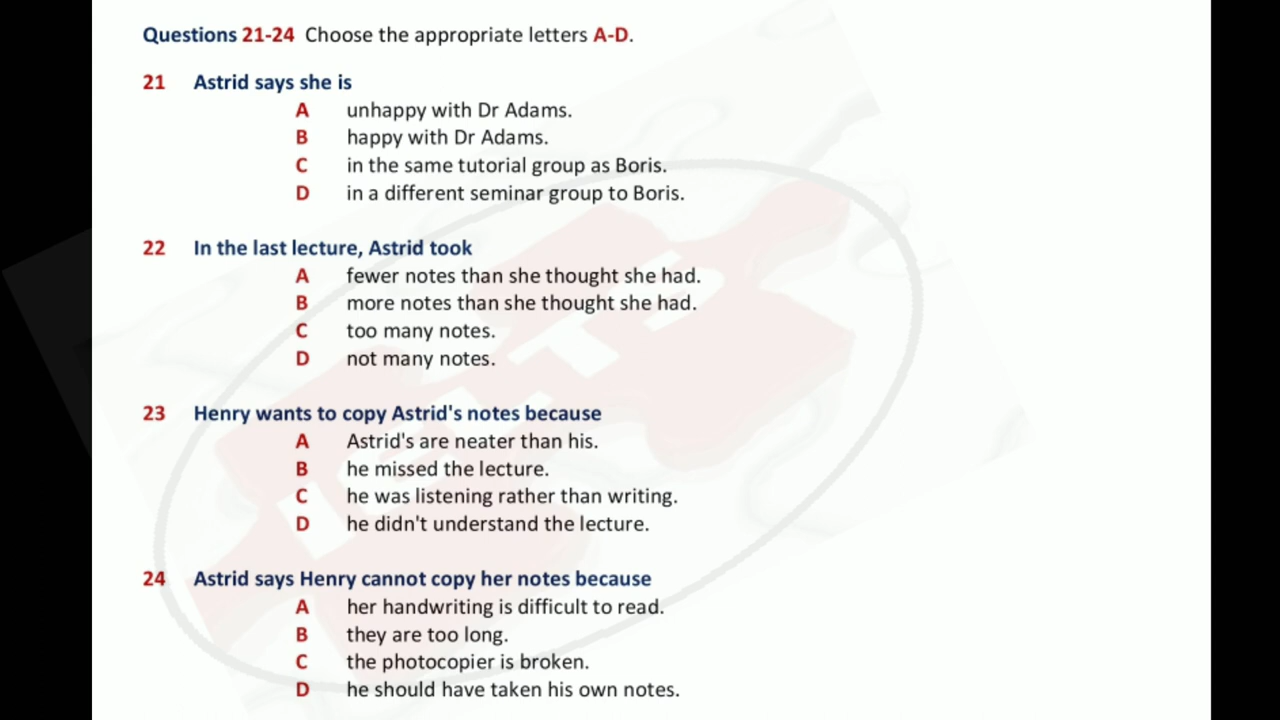 Questions 21-24 Choose the appropriate letters A-D.
21 Astrid says she is
A unhappy with Dr Adams.
B happy with Dr Adams.
C in the same tutorial group as Boris.
D in a different seminar group to Boris.
22 In the last lecture, Astrid took
A fewer notes than she thought she had.
B more notes than she thought she had.
C too many notes.
D not many notes.
23 Henry wants to copy Astrid's notes because
A Astrid's are neater than his.
B he missed the lecture.
C he was listening rather than writing.
D he didn't understand the lecture.
24 Astrid says Henry cannot copy her notes because
A her handwriting is difficult to read.
B they are too long.
C the photocopier is broken.
D he should have taken his own notes.
IELTS